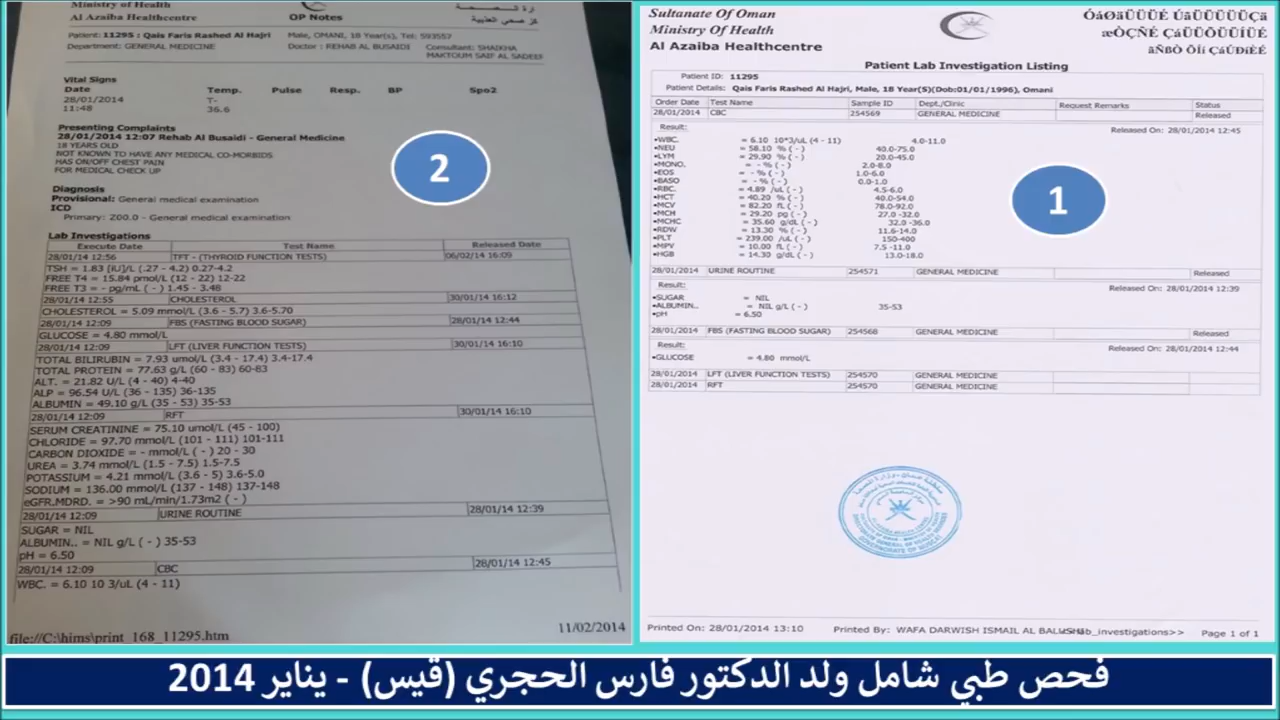 Ministry of Health
Al Azaiba Healthcentre
OP Notes
Patient: 11295 : Qais Faris Rashed Al Hajri, Male, OMANI, 18 Year(s), Tel: 593557
Department: GENERAL MEDICINE Doctor : REHAB AL BUSAIDI Consultant: SHAIKHA
MAKTOUM SAIF AL SADEEI
Vital Signs
Date Temp. Pulse Resp. BP Spo2
28/01/2014 T-
11:48 36.6
Presenting Complaints
28/01/2014 12:07 Rehab Al Busaidi - General Medicine
18 YEARS OLD
NOT KNOWN TO HAVE ANY MEDICAL CO-MORBIDS
HAS ON/OFF CHEST PAIN
FOR MEDICAL CHECK UP
2
Diagnosis
Provisional: General medical examination
ICD
Primary: Z00.0 - General medical examination
Lab Investigations
Execute Date Test Name Released Date
28/01/14 12:56 TFT - (THYROID FUNCTION TESTS) 06/02/14 16:09
TSH = 1.83 [iU]/L (.27 - 4.2) 0.27-4.2
FREE T4 = 15.84 pmol/L (12 - 22) 12-22
FREE T3 = - pg/mL ( - ) 1.45 - 3.48
28/01/14 12:55 CHOLESTEROL 30/01/14 16:12
CHOLESTEROL = 5.09 mmol/L (3.6 - 5.7) 3.6-5.70
28/01/14 12:09 FBS (FASTING BLOOD SUGAR) 28/01/14 12:44
GLUCOSE = 4.80 mmol/L
28/01/14 12:09 LFT (LIVER FUNCTION TESTS) 30/01/14 16:10
TOTAL BILIRUBIN = 7.93 umol/L (3.4 - 17.4) 3.4-17.4
TOTAL PROTEIN = 77.63 g/L (60 - 83) 60-83
ALT. = 21.82 U/L (4 - 40) 4-40
ALP = 96.54 U/L (36 - 135) 36-135
ALBUMIN = 49.10 g/L (35 - 53) 35-53
28/01/14 12:09 RFT 30/01/14 16:10
SERUM CREATININE = 75.10 umol/L (45 - 100)
CHLORIDE = 97.70 mmol/L (101 - 111) 101-111
CARBON DIOXIDE = - mmol/L ( - ) 20 - 30
UREA = 3.74 mmol/L (1.5 - 7.5) 1.5-7.5
POTASSIUM = 4.21 mmol/L (3.6 - 5) 3.6-5.0
SODIUM = 136.00 mmol/L (137 - 148) 137-148
eGFR.MDRD. = >90 mL/min/1.73m2 ( - )
28/01/14 12:09 URINE ROUTINE 28/01/14 12:39
SUGAR = NIL
ALBUMIN.. = NIL g/L ( - ) 35-53
pH = 6.50
28/01/14 12:09 CBC 28/01/14 12:45
WBC. = 6.10 10 3/uL (4 - 11)
file://C:\hims\print_168_11295.htm 11/02/2014
Sultanate of Oman
Ministry Of Health
Al Azaiba Healthcentre
Patient Lab Investigation Listing
Patient ID: 11295
Patient Details: Qais Faris Rashed Al Hajri, Male, 18 Year(S)(Dob:01/01/1996), Omani
Order Date Test Name Sample ID Dept./Clinic Request Remarks Status
28/01/2014 CBC 254569 GENERAL MEDICINE Released
Result: Released On: 28/01/2014 12:45
•WBC. = 6.10 10^3/uL (4 - 11) 4.0-11.0
•NEU = 58.10 % ( - ) 40.0-75.0
•LYM = 29.90 % ( - ) 20.0-45.0
•MONO. = - % ( - ) 2.0-8.0
•EOS = - % ( - ) 1.0-6.0
•BASO = - % ( - ) 0.0-1.0
•RBC. = 4.89 /uL ( - ) 4.5-6.0
•HCT = 40.20 % ( - ) 40.0-54.0
•MCV = 82.20 fL ( - ) 78.0-92.0
•MCH = 29.20 pg ( - ) 27.0 -32.0
•MCHC = 35.60 g/dL ( - ) 32.0 -36.0
•RDW = 13.30 % ( - ) 11.6-14.0
•PLT = 239.00 /uL ( - ) 150-400
•MPV = 10.00 fL ( - ) 7.5 -11.0
•HGB = 14.30 g/dL ( - ) 13.0-18.0
1
28/01/2014 URINE ROUTINE 254571 GENERAL MEDICINE Released
Result: Released On: 28/01/2014 12:39
•SUGAR = NIL
•ALBUMIN.. = NIL g/L ( - ) 35-53
•pH = 6.50
28/01/2014 FBS (FASTING BLOOD SUGAR) 254568 GENERAL MEDICINE Released
Result: Released On: 28/01/2014 12:44
•GLUCOSE = 4.80 mmol/L
28/01/2014 LFT (LIVER FUNCTION TESTS) 254570 GENERAL MEDICINE
28/01/2014 RFT 254570 GENERAL MEDICINE
Printed On: 28/01/2014 13:10 Printed By: WAFA DARWISH ISMAIL AL Page 1 of 1
فحص طبي شامل ولد الدكتور فارس الحجري (قيس) - يناير 2014